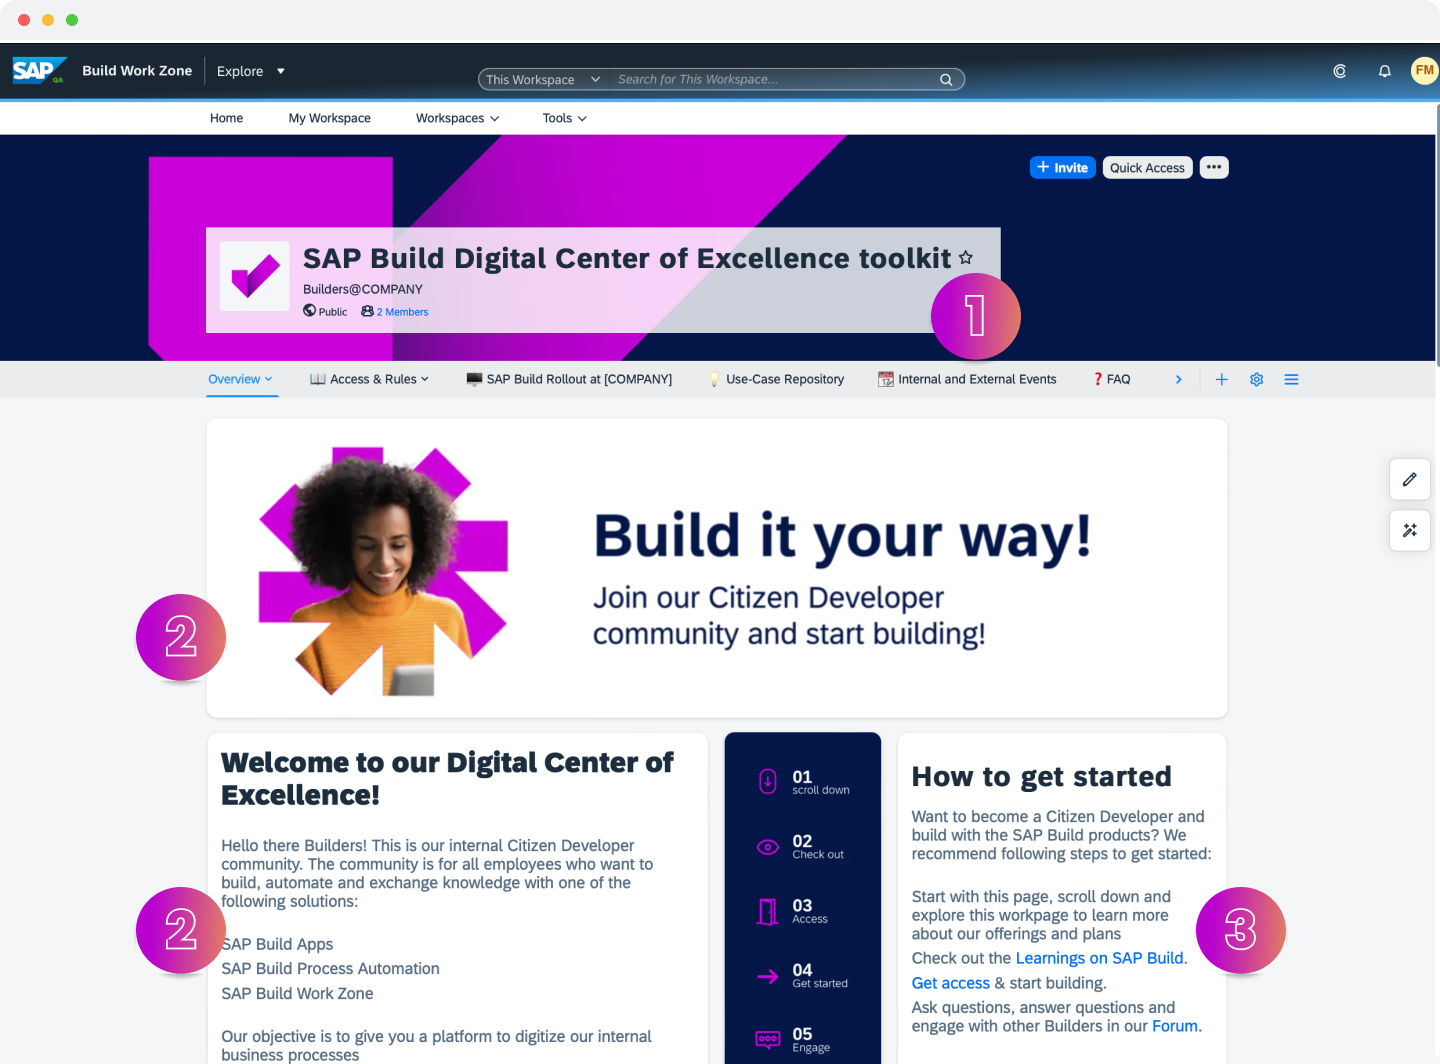 SAP QA Build Work Zone Explore This Workspace Search for This Workspace... FM
Home My Workspace Workspaces Tools
+ Invite Quick Access •••
SAP Build Digital Center of Excellence toolkit
Builders@COMPANY
Public 2 Members
1
Overview Access & Rules SAP Build Rollout at [COMPANY] Use-Case Repository Internal and External Events ? FAQ
Build it your way!
Join our Citizen Developer
community and start building!
2
Welcome to our Digital Center of
Excellence!
Hello there Builders! This is our internal Citizen Developer
community. The community is for all employees who want to
build, automate and exchange knowledge with one of the
following solutions:
2
SAP Build Apps
SAP Build Process Automation
SAP Build Work Zone
Our objective is to give you a platform to digitize our internal
business processes
01
scroll down
02
Check out
03
Access
04
Get started
05
Engage
How to get started
Want to become a Citizen Developer and
build with the SAP Build products? We
recommend following steps to get started:
Start with this page, scroll down and
explore this workpage to learn more
about our offerings and plans
3
Check out the Learnings on SAP Build.
Get access & start building.
Ask questions, answer questions and
engage with other Builders in our Forum.